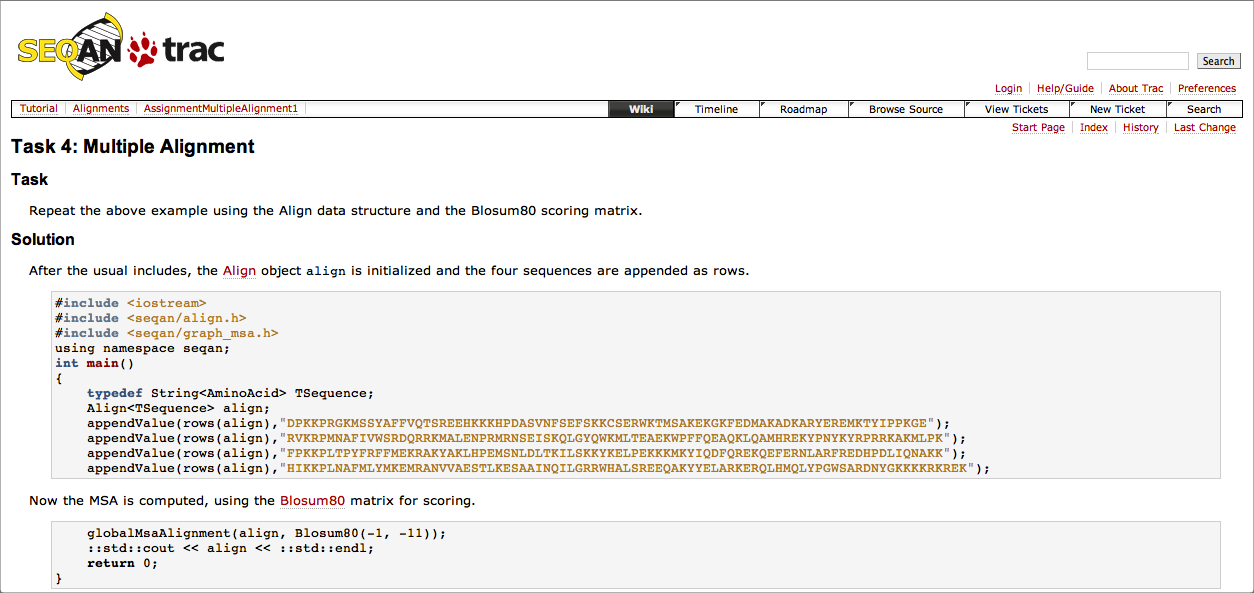 SEQAN trac
Search
Login Help/Guide About Trac Preferences
Tutorial Alignments AssignmentMultipleAlignment1 Wiki Timeline Roadmap Browse Source View Tickets New Ticket Search
Start Page Index History Last Change
Task 4: Multiple Alignment
Task
Repeat the above example using the Align data structure and the Blosum80 scoring matrix.
Solution
After the usual includes, the Align object align is initialized and the four sequences are appended as rows.
#include <iostream>
#include <seqan/align.h>
#include <seqan/graph_msa.h>
using namespace seqan;
int main()
{
    typedef String<AminoAcid> TSequence;
    Align<TSequence> align;
    appendValue(rows(align),"DPKKPRGKMSSYAFFVQTSREEHKKKHPDASVNFSEFSKKCSERWKTMSAKEKGKFEDMAKADKARYEREMKTYIPPKGE");
    appendValue(rows(align),"RVKRPMNAFIVWSRDQRRKMALENPRMRNSEISKQLGYQWKMLTEAEKWPFFQEAQKLQAMHREKYPNYKYRPRRKAKMLPK");
    appendValue(rows(align),"FPKKPLTPYFRFFMEKRAKYAKLHPEMSNLDLTKILSKKYKELPEKKKMKYIQDFQREKQEFERNLARFREDHPDLIQNAKK");
    appendValue(rows(align),"HIKKPLNAFMLYMKEMRANVVAESTLKESAAINQILGRRWHALSREEQAKYYELARKERQLHMQLYPGWSARDNYGKKKKRKREK");
Now the MSA is computed, using the Blosum80 matrix for scoring.
    globalMsaAlignment(align, Blosum80(-1, -11));
    ::std::cout << align << ::std::endl;
    return 0;
}